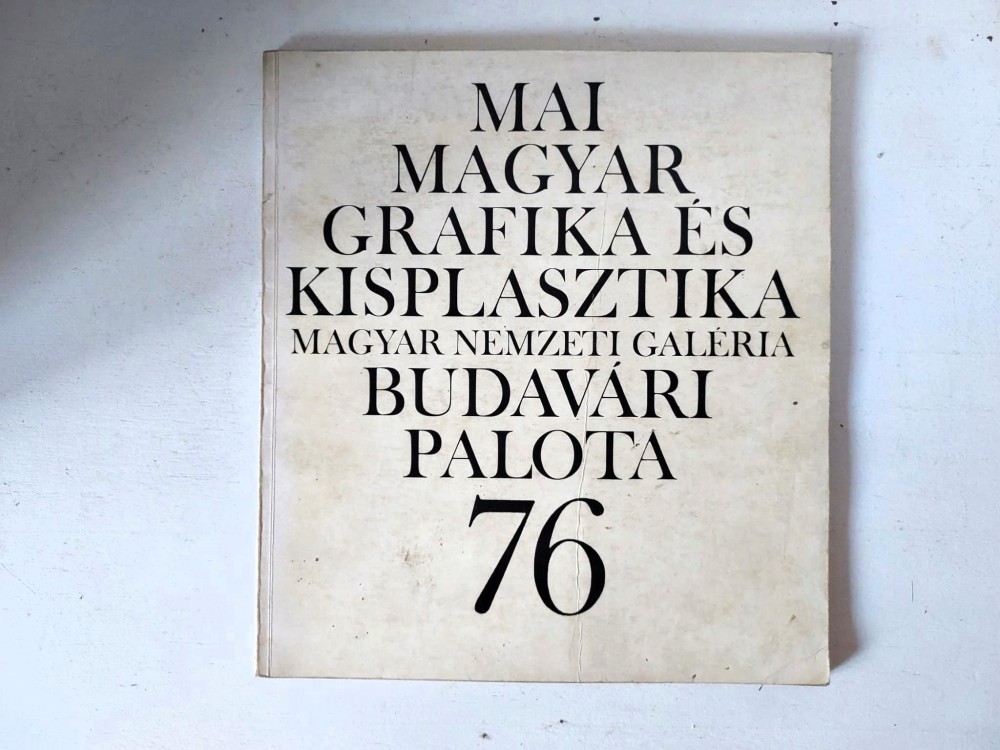 MAI
MAGYAR
GRAFIKA ÉS
KISPLASZTIKA
MAGYAR NEMZETI GALÉRIA
BUDAVÁRI
PALOTA
76